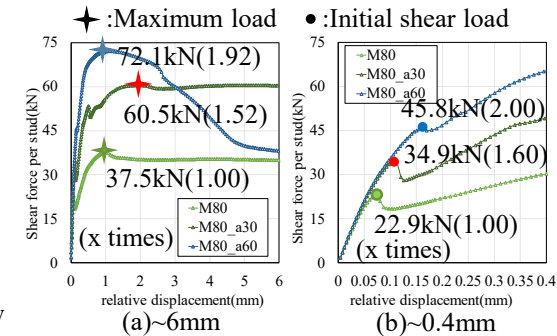 :Maximum load
:Initial shear load
Shear force per stud(kN)
75
60
45
30
15
0
72.1kN(1.92)
60.5kN(1.52)
37.5kN(1.00)
(x times)
M80
M80_a30
M80_a60
0 1 2 3 4 5 6
relative displacement(mm)
(a)~6mm
Shear force per stud(kN)
75
60
45
30
15
0
M80
M80_a30
M80_a60
45.8kN(2.00)
34.9kN(1.60)
22.9kN(1.00)
(x times)
0 0.05 0.1 0.15 0.2 0.25 0.3 0.35 0.4
relative displacement(mm)
(b)~0.4mm
y